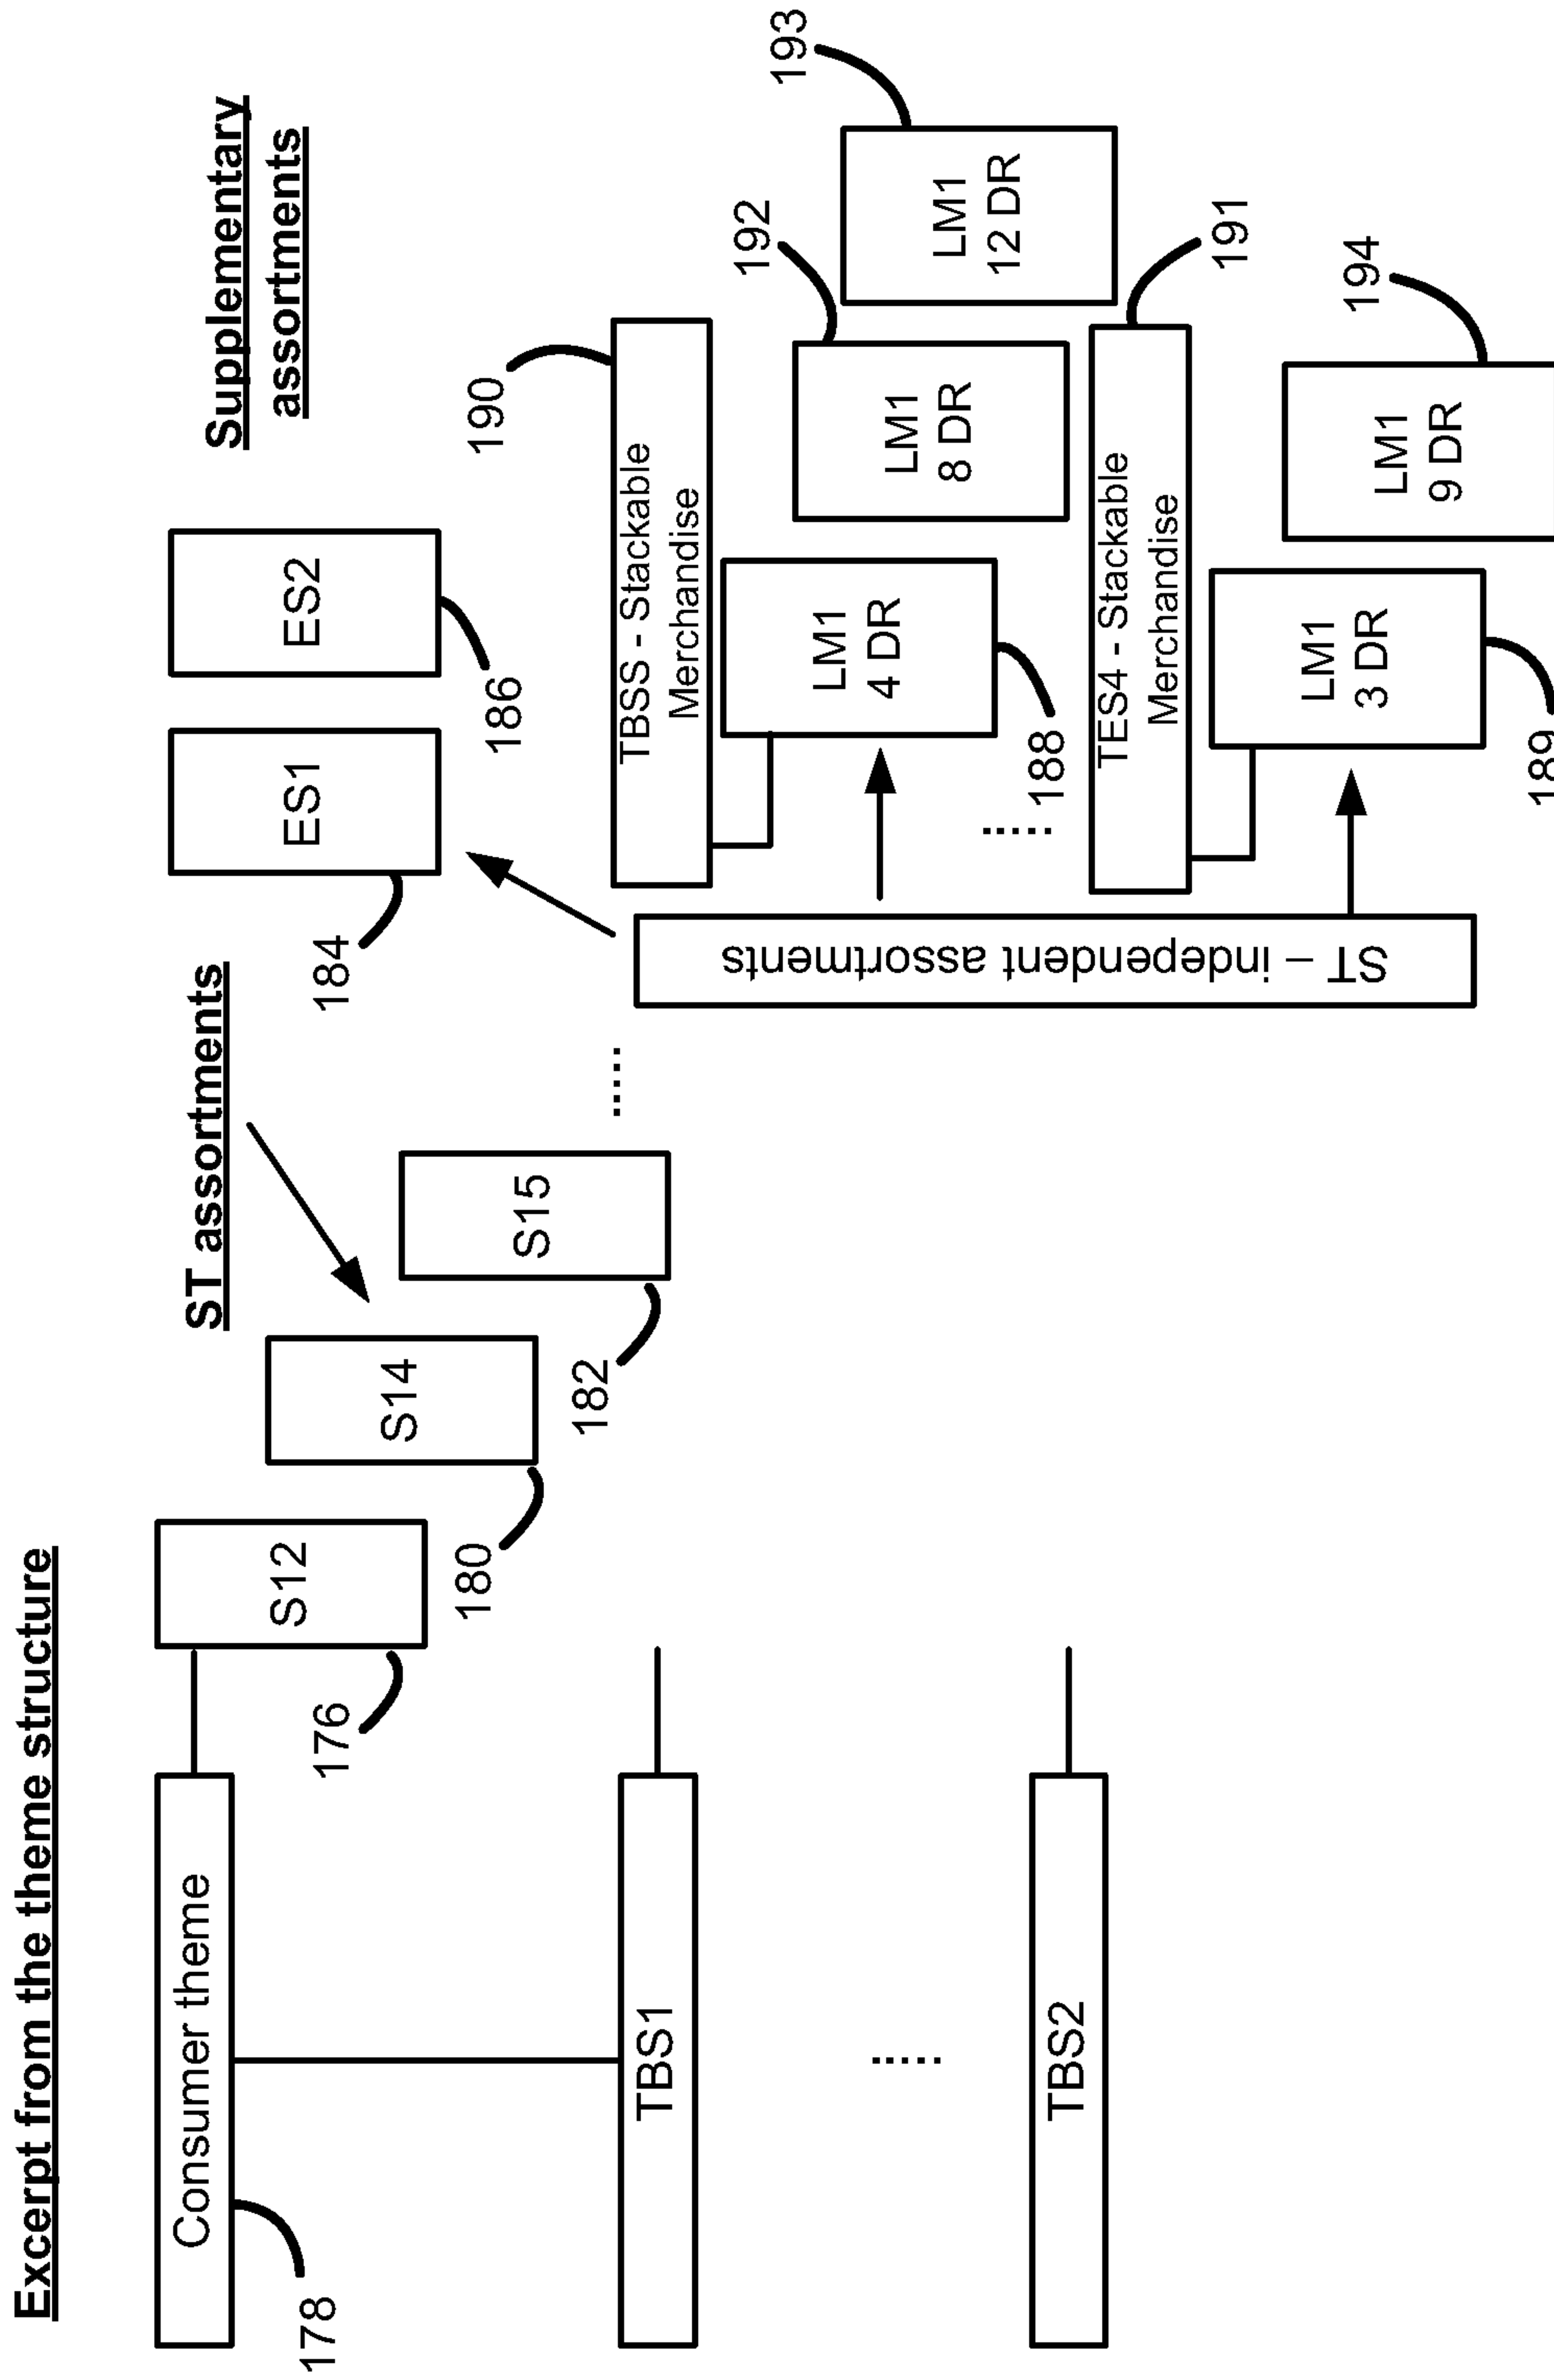 Excerpt from the theme structure
ST assortments
Supplementary
assortments
Consumer theme
178
S12
176
S14
180
S15
182
.....
ES1
184
ES2
186
TBS1
.....
TBS2
ST – independent assortments
TBSS - Stackable
Merchandise
190
LM1
4 DR
188
LM1
8 DR
192
LM1
12 DR
193
.....
TES4 - Stackable
Merchandise
191
LM1
3 DR
189
LM1
9 DR
194